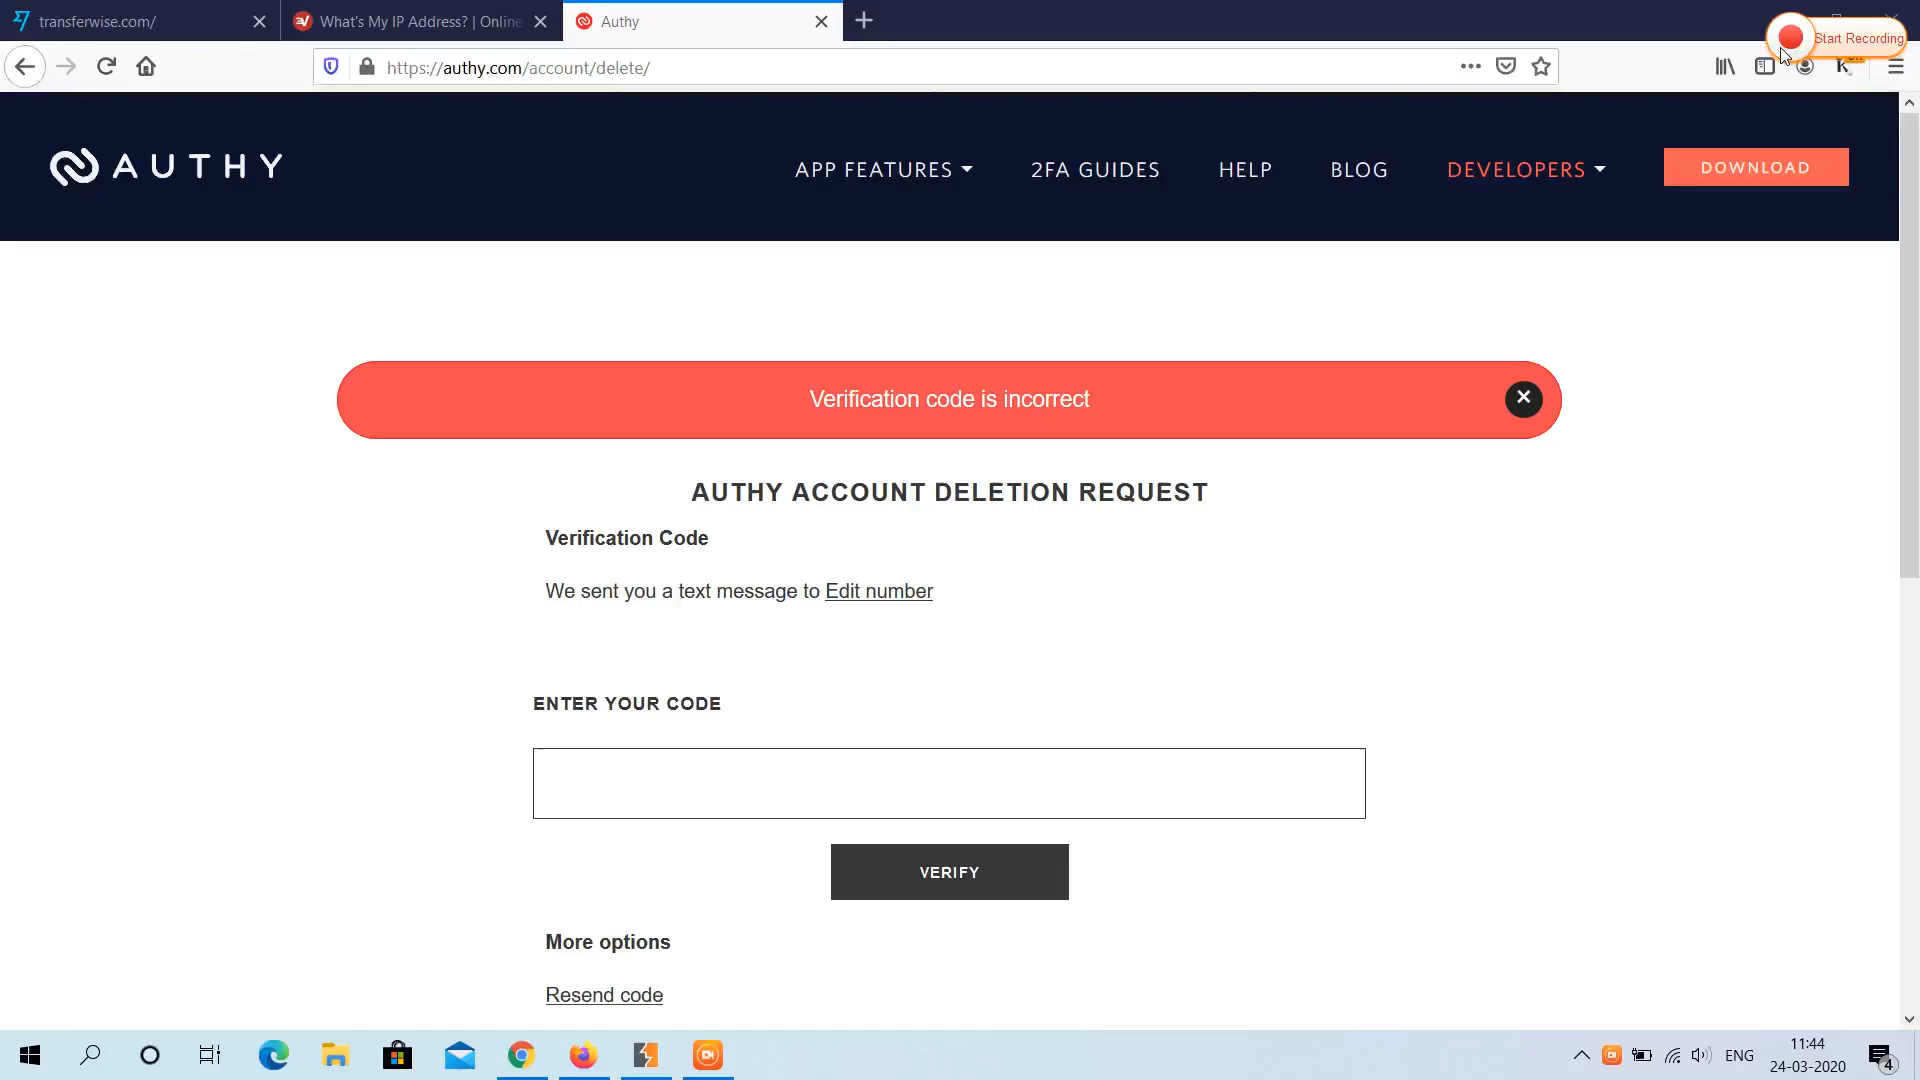 transferwise.com/
What's My IP Address? | Online
Authy
Start Recording
https://authy.com/account/delete/
AUTHY
APP FEATURES
2FA GUIDES
HELP
BLOG
DEVELOPERS
DOWNLOAD
Verification code is incorrect
AUTHY ACCOUNT DELETION REQUEST
Verification Code
We sent you a text message to Edit number
ENTER YOUR CODE
VERIFY
More options
Resend code
ENG
11:44
24-03-2020
4